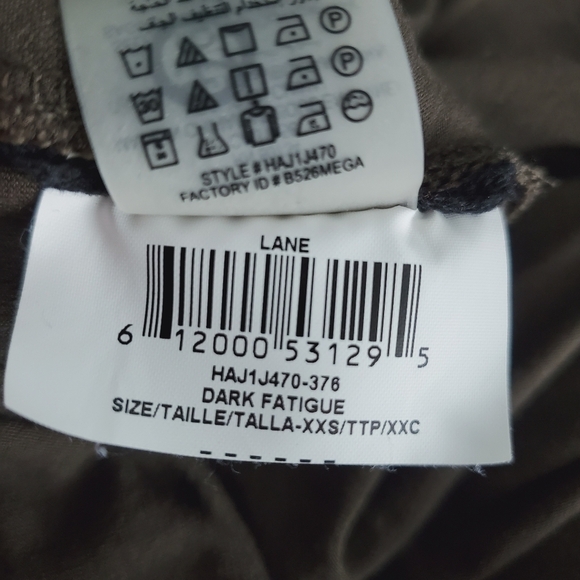 STYLE # HAJ1J470
FACTORY ID # B526MEGA
LANE
6 12000 53129 5
HAJ1J470-376
DARK FATIGUE
SIZE/TAILLE/TALLA-XXS/TTP/XXC